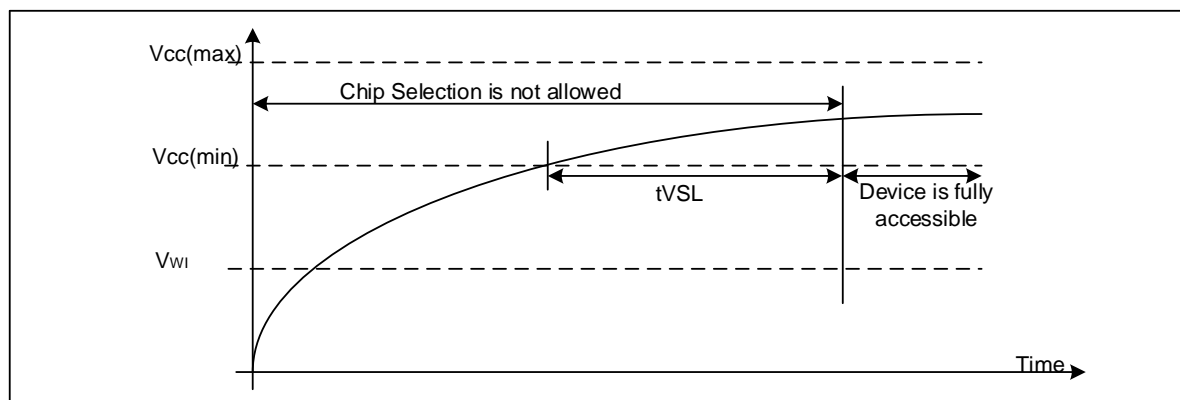 Vcc(max)
Chip Selection is not allowed
Vcc(min)
tVSL
Device is fully
accessible
VWI
Time